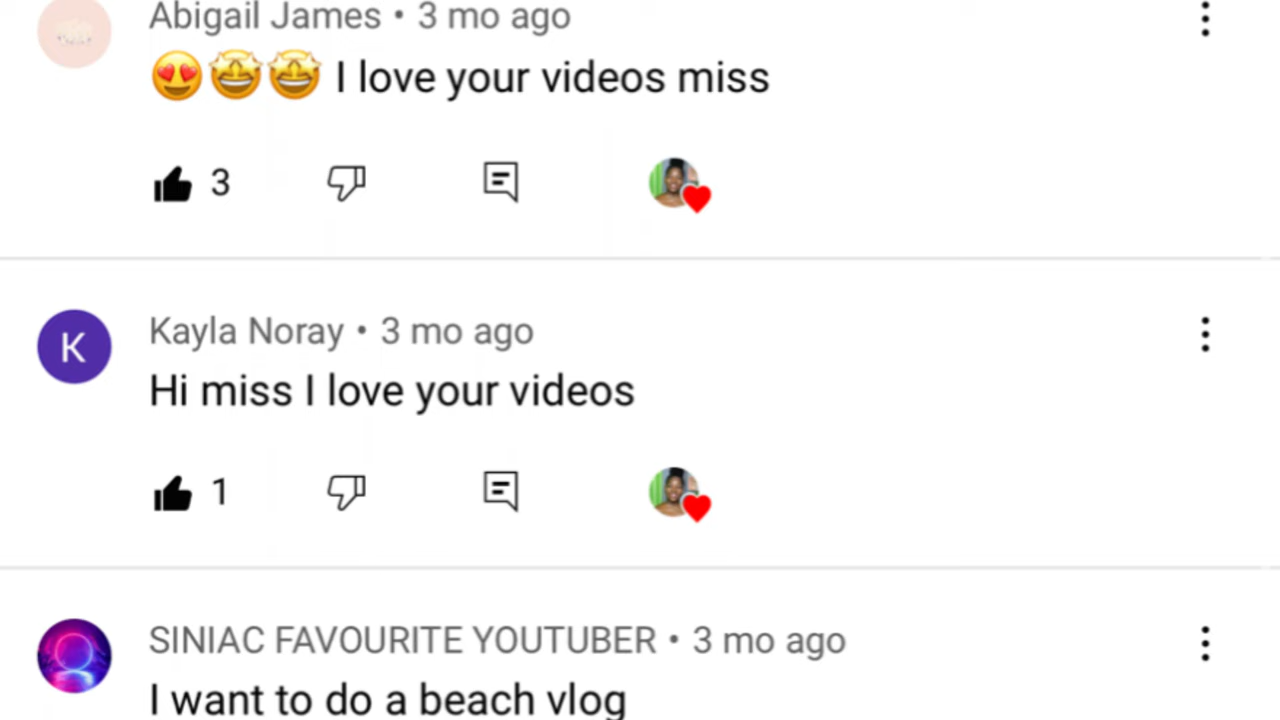 Abigail James • 3 mo ago
😍🤩🤩 I love your videos miss
3
K
Kayla Noray • 3 mo ago
Hi miss I love your videos
1
SINIAC FAVOURITE YOUTUBER • 3 mo ago
I want to do a beach vlog